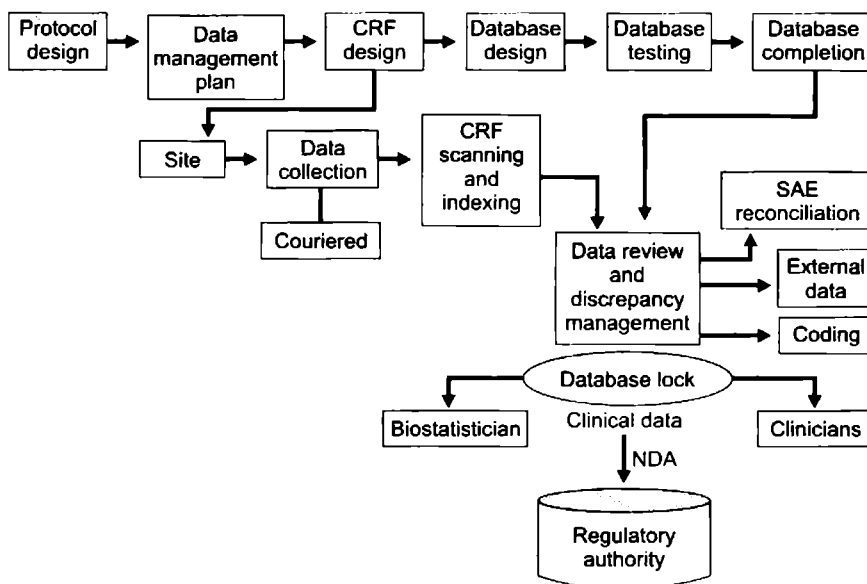 Protocol
design
Data
management
plan
CRF
design
Database
design
Database
testing
Database
completion
Site
Data
collection
CRF
scanning
and
indexing
SAE
reconciliation
Couriered
Data review
and
discrepancy
management
External
data
Coding
Database lock
Biostatistician
Clinical data
Clinicians
NDA
Regulatory
authority